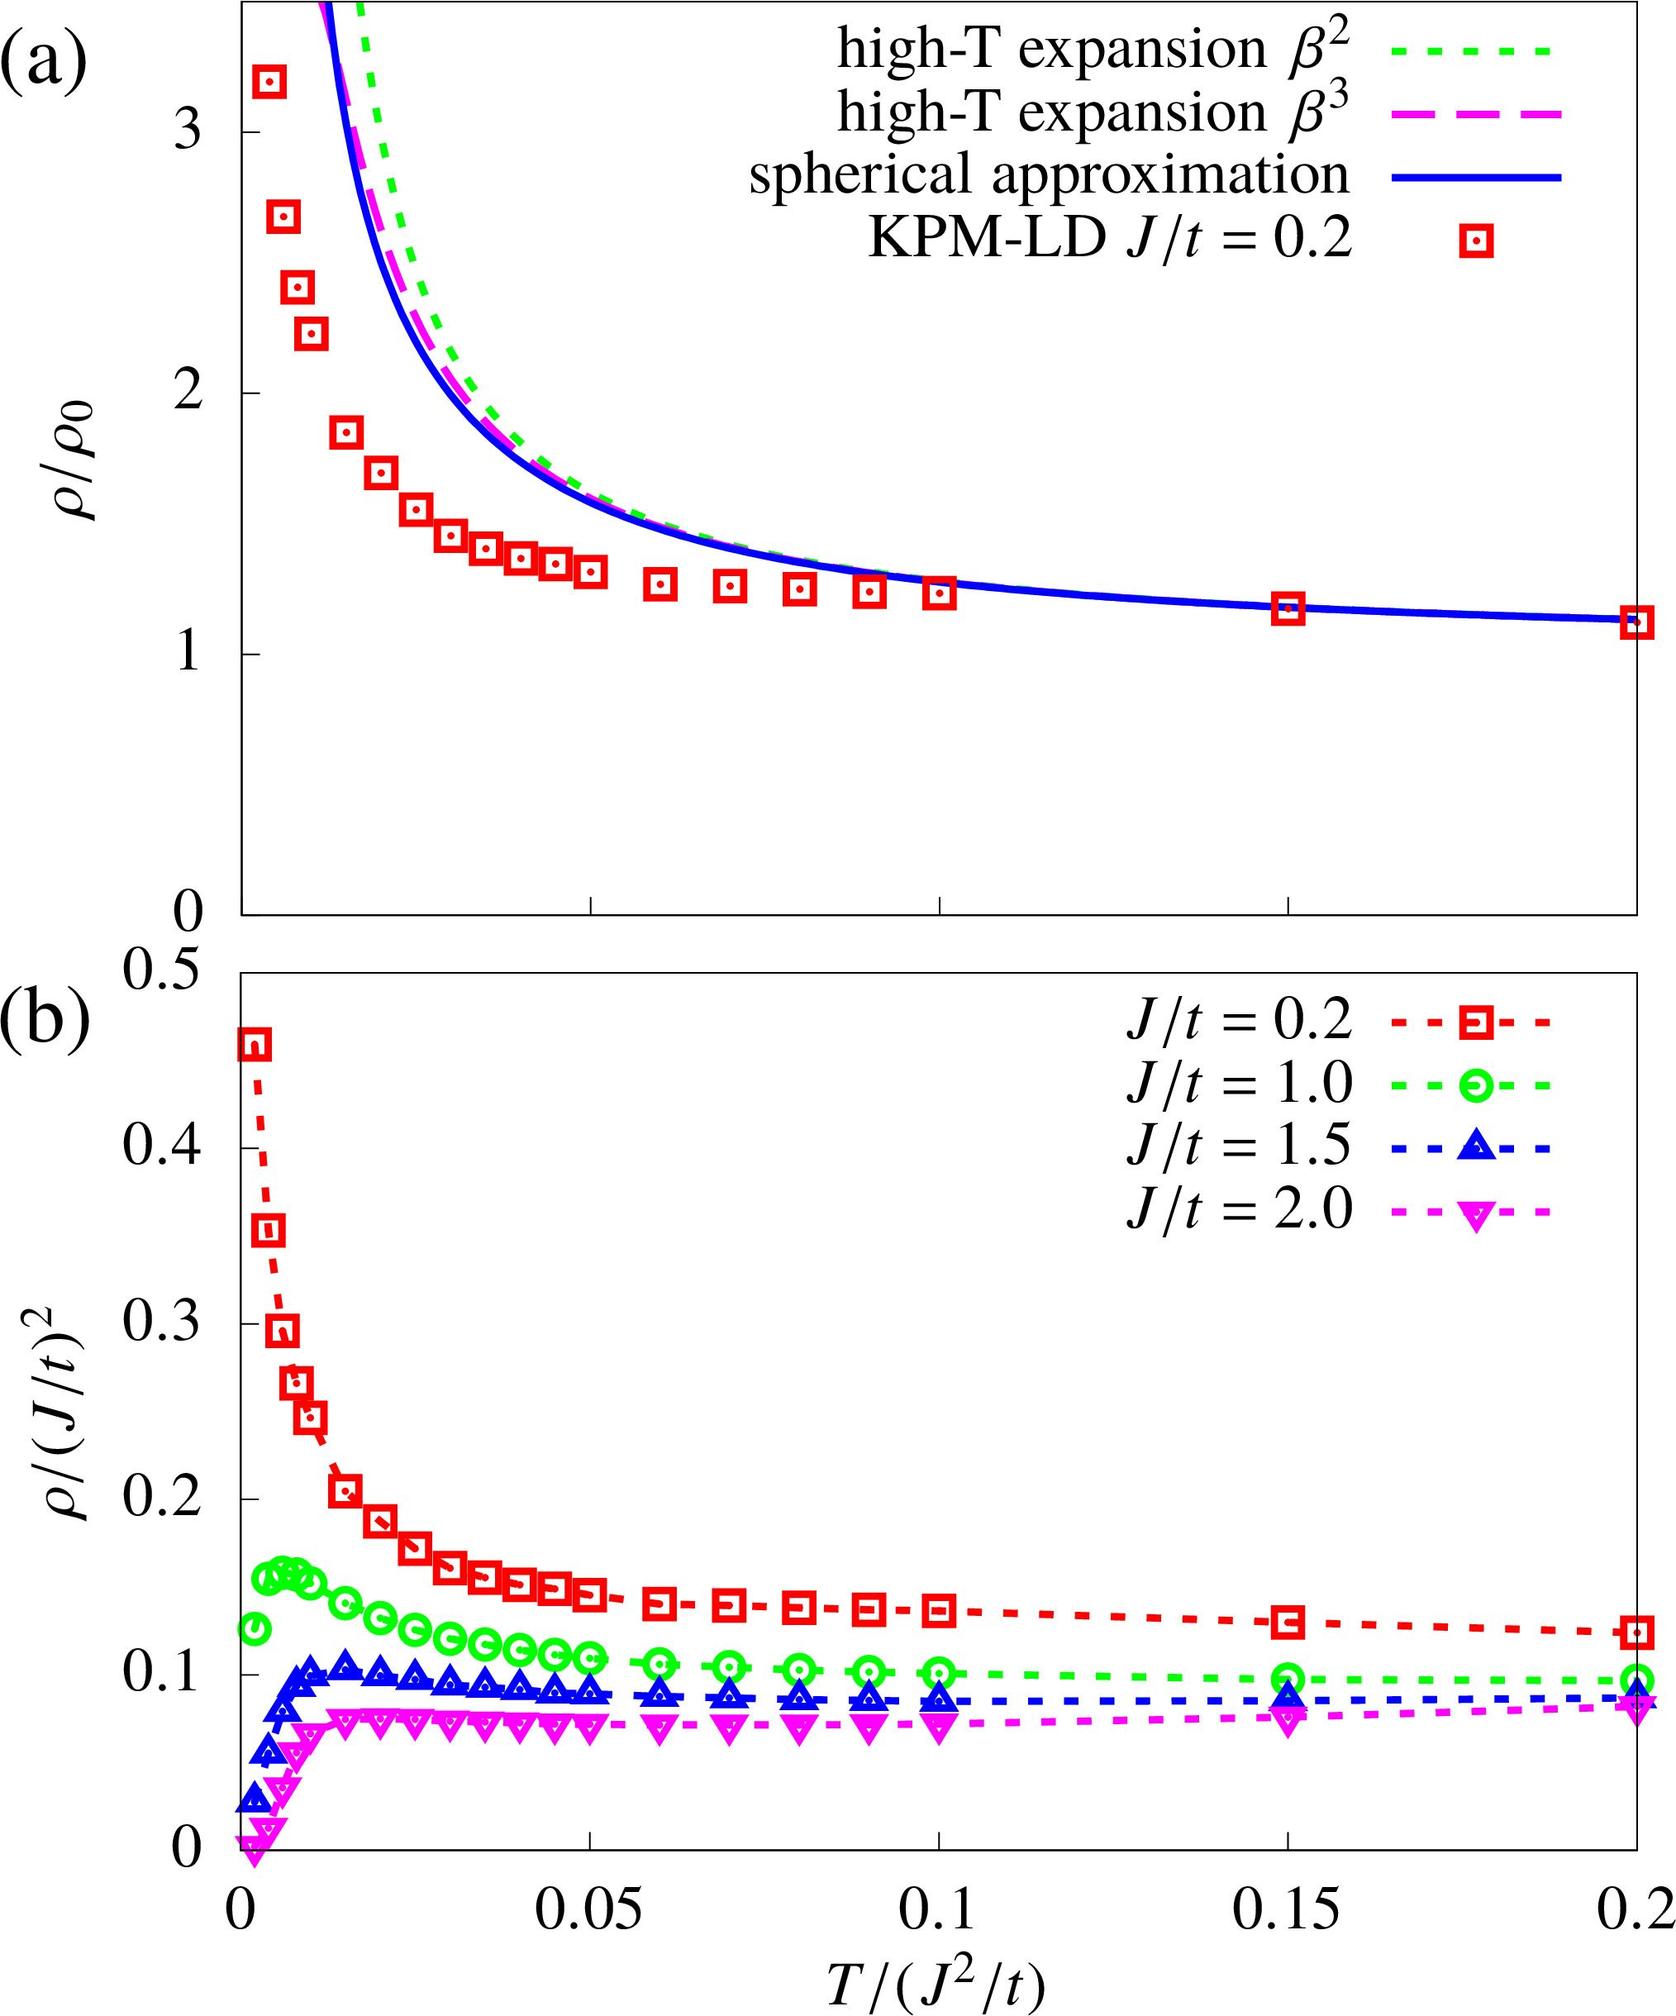 (a)
high-T expansion β²
high-T expansion β³
spherical approximation
KPM-LD J/t = 0.2
3
2
1
0
ρ/ρ₀
(b)
J/t = 0.2
J/t = 1.0
J/t = 1.5
J/t = 2.0
0.5
0.4
0.3
0.2
0.1
0
ρ/(J/t)²
0 0.05 0.1 0.15 0.2
T/(J²/t)